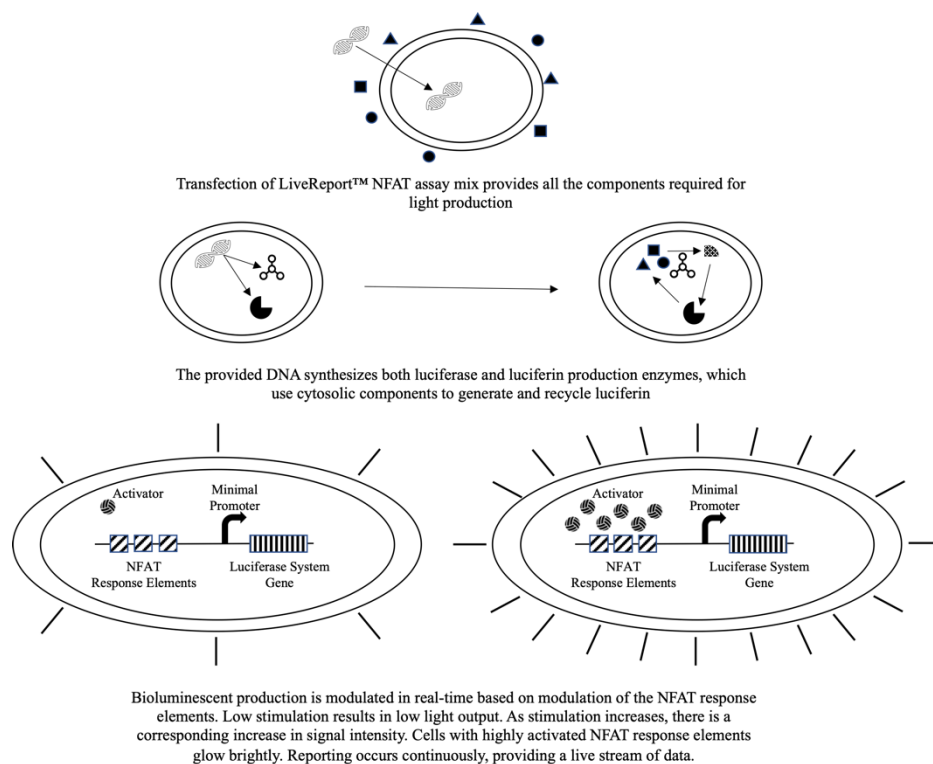 Transfection of LiveReport™ NFAT assay mix provides all the components required for
light production
The provided DNA synthesizes both luciferase and luciferin production enzymes, which
use cytosolic components to generate and recycle luciferin
Activator
Minimal
Promoter
NFAT
Response Elements
Luciferase System
Gene
Activator
Minimal
Promoter
NFAT
Response Elements
Luciferase System
Gene
Bioluminescent production is modulated in real-time based on modulation of the NFAT response
elements. Low stimulation results in low light output. As stimulation increases, there is a
corresponding increase in signal intensity. Cells with highly activated NFAT response elements
glow brightly. Reporting occurs continuously, providing a live stream of data.